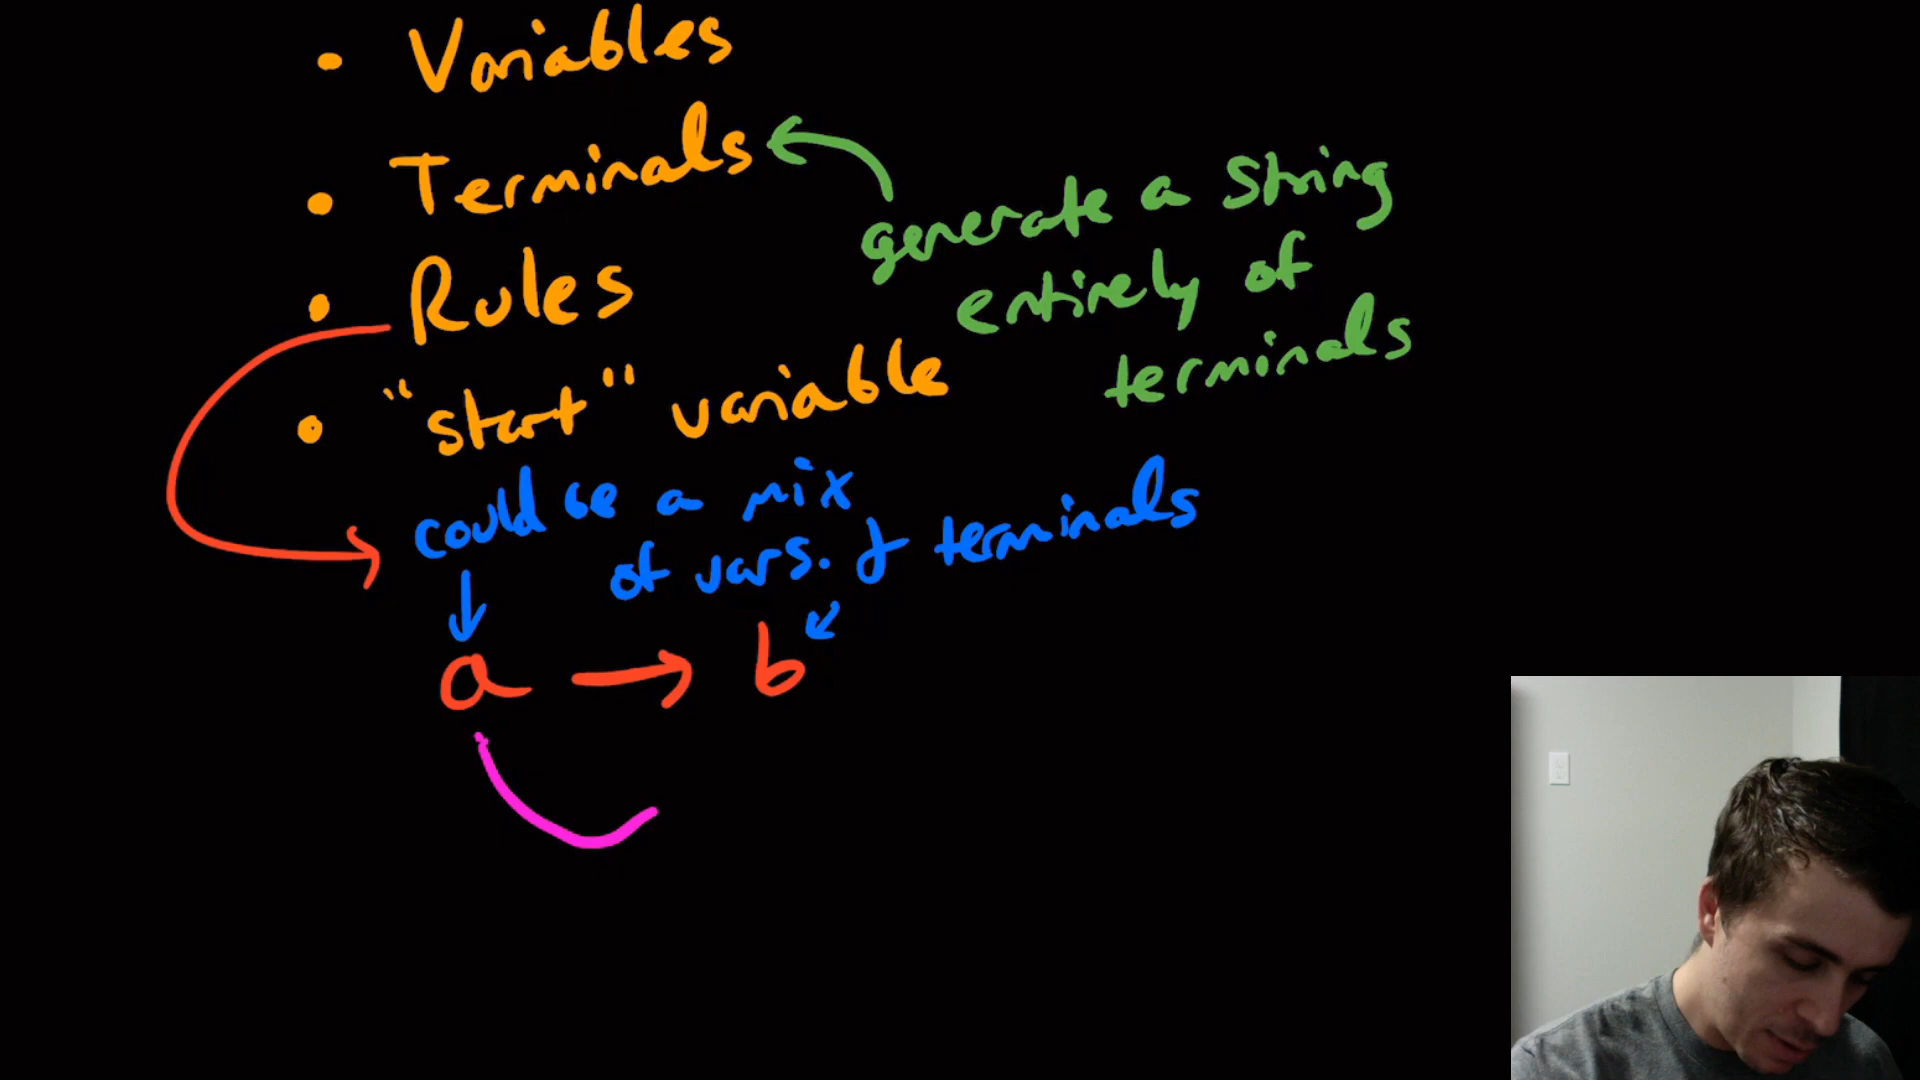 • Variables
• Terminals
• Rules
• "start" variable
generate a string
entirely of
terminals
could be a mix
of vars. & terminals
a → b